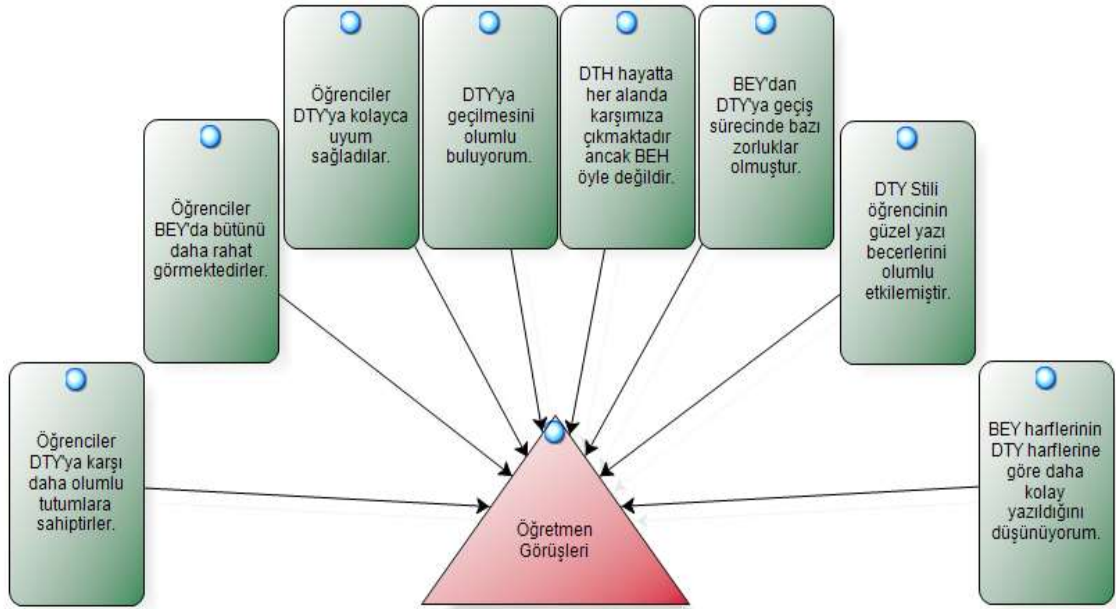 Öğrenciler
DTY'ya karşı
daha olumlu
tutumlara
sahiptirler.
Öğrenciler
BEY'da bütünü
daha rahat
görmektedirler.
Öğrenciler
DTY'ya kolayca
uyum
sağladılar.
DTY'ya
geçilmesini
olumlu
buluyorum.
DTH hayatta
her alanda
karşımıza
çıkmaktadır
ancak BEH
öyle değildir.
BEY'dan
DTY'ya geçiş
sürecinde bazı
zorluklar
olmuştur.
DTY Stili
öğrencinin
güzel yazı
becerlerini
olumlu
etkilemiştir.
BEY harflerinin
DTY harflerine
göre daha
kolay
yazıldığını
düşünüyorum.
Öğretmen
Görüşleri